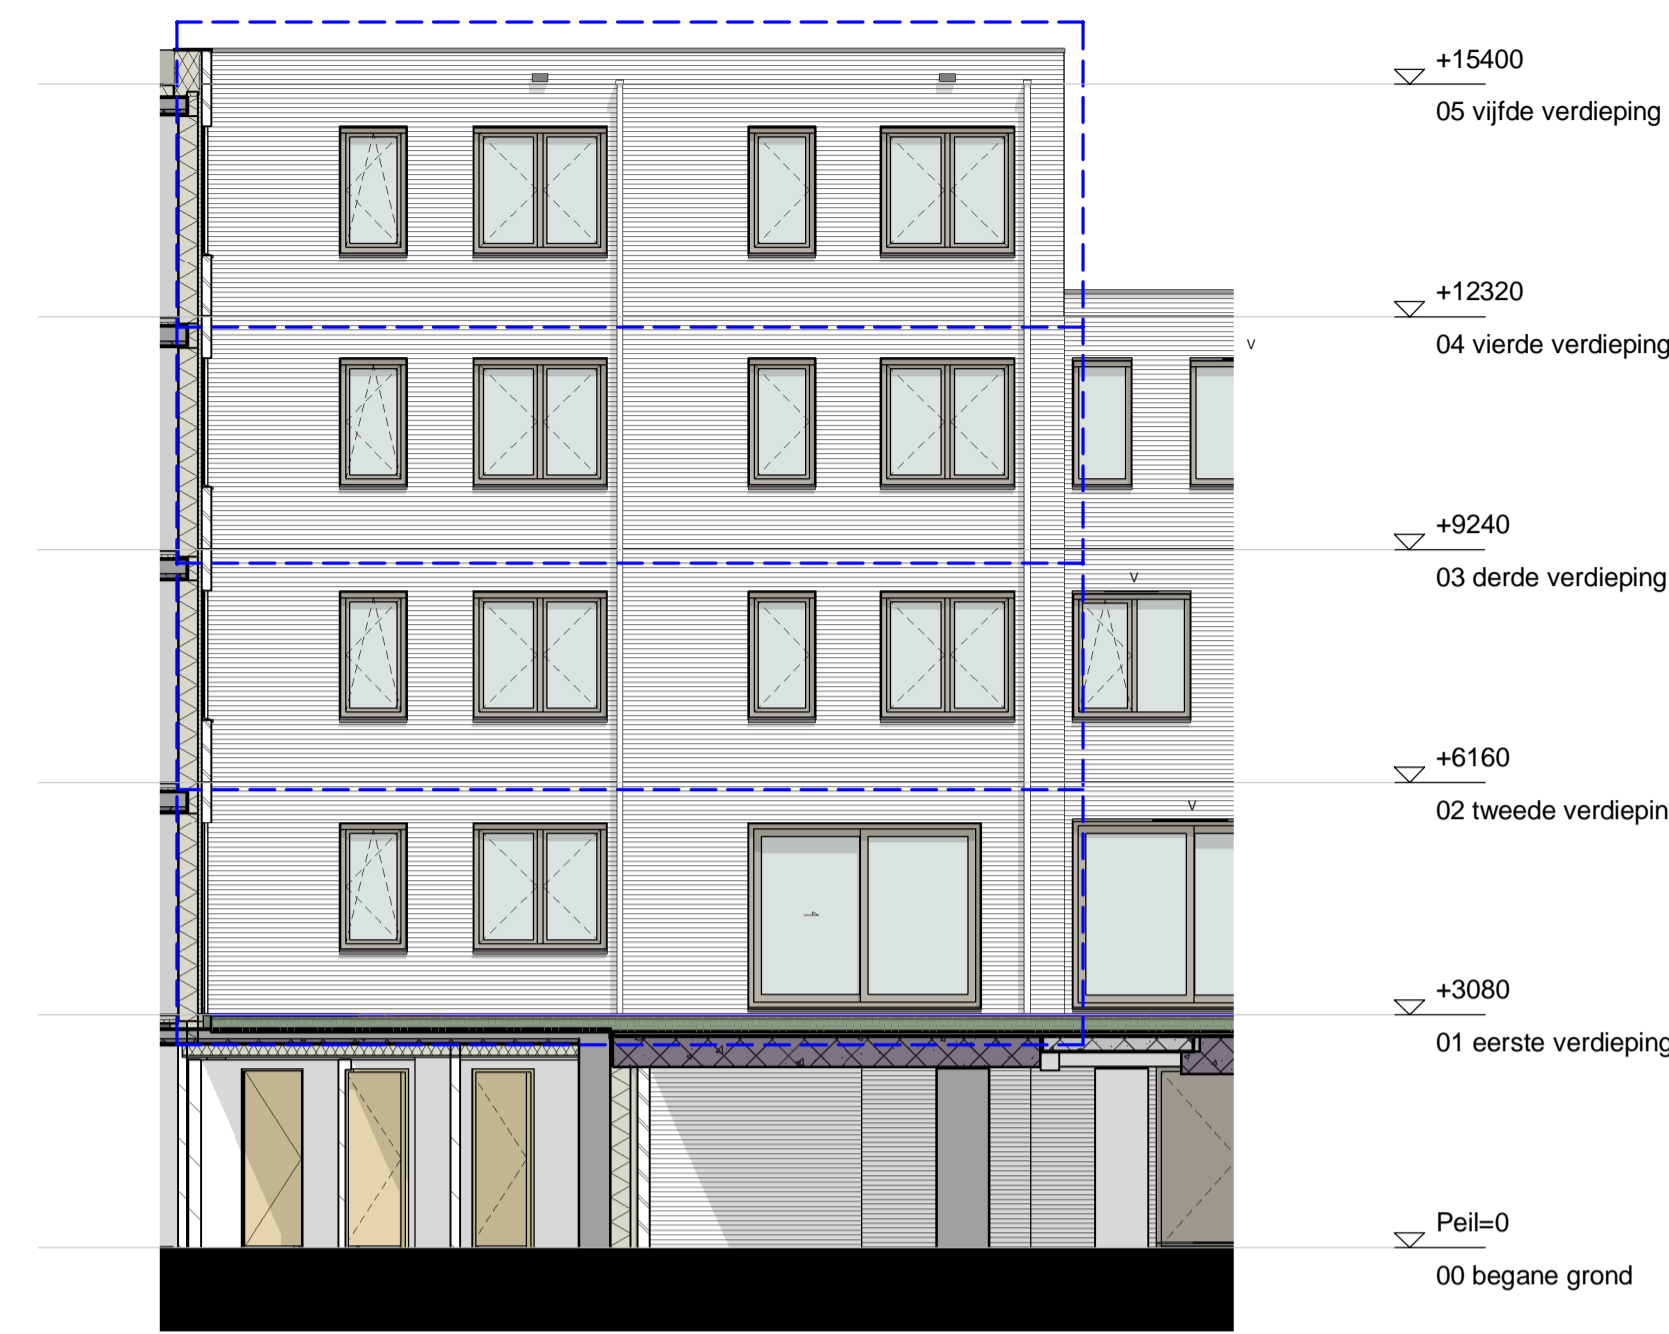 +15400
05 vijfde verdieping
+12320
V
04 vierde verdieping
+9240
V
03 derde verdieping
+6160
V
02 tweede verdiepin
+3080
01 eerste verdieping
Peil=0
00 begane grond